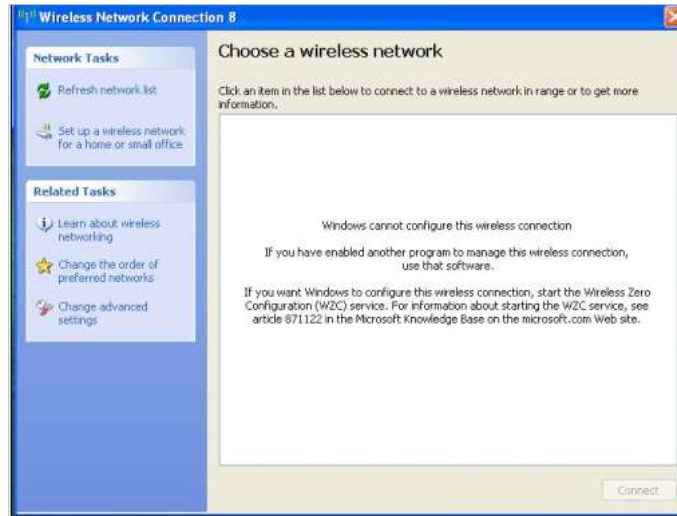 Wireless Network Connection 8
Network Tasks
Refresh network list
Set up a wireless network
for a home or small office
Related Tasks
Learn about wireless
networking
Change the order of
preferred networks
Change advanced
settings
Choose a wireless network
Click an item in the list below to connect to a wireless network in range or to get more
information.
Windows cannot configure this wireless connection
If you have enabled another program to manage this wireless connection,
use that software.
If you want Windows to configure this wireless connection, start the Wireless Zero
Configuration (WZC) service. For information about starting the WZC service, see
article 871122 in the Microsoft Knowledge Base on the microsoft.com Web site.
Connect